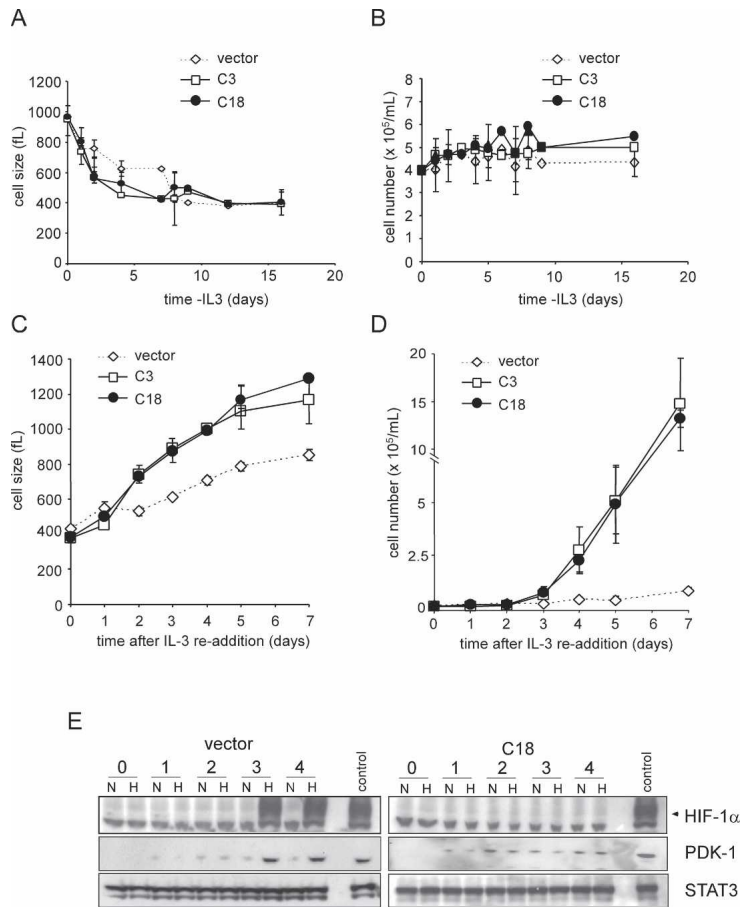 A
vector
C3
C18
cell size (fL)
1200
1000
800
600
400
200
0
0 5 10 15 20
time -IL3 (days)
B
vector
C3
C18
cell number (x 10⁵/mL)
8
7
6
5
4
3
2
1
0
0 5 10 15 20
time -IL3 (days)
C
vector
C3
C18
cell size (fL)
1400
1200
1000
800
600
400
200
0
0 1 2 3 4 5 6 7
time after IL-3 re-addition (days)
D
vector
C3
C18
cell number (x 10⁵/mL)
20
15
10
5
2.5
0
0 1 2 3 4 5 6 7
time after IL-3 re-addition (days)
E
vector
0 1 2 3 4
N H N H N H N H N H control
C18
0 1 2 3 4
N H N H N H N H N H control
HIF-1α
PDK-1
STAT3